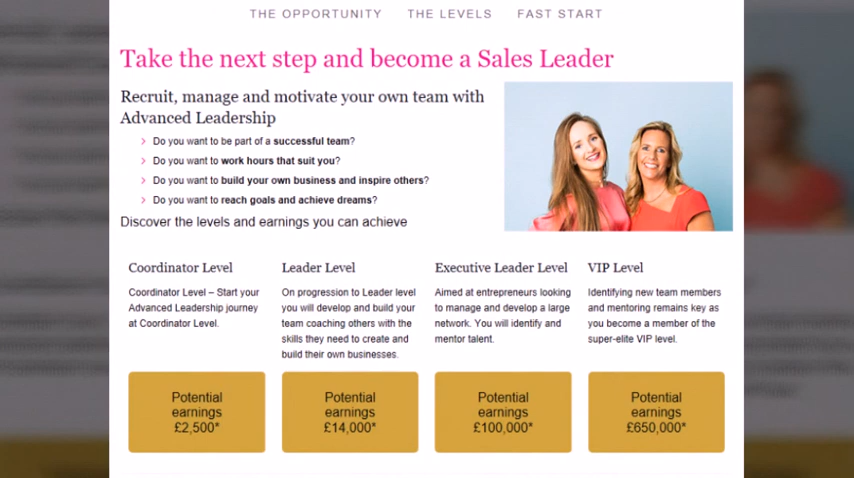 THE OPPORTUNITY THE LEVELS FAST START
Take the next step and become a Sales Leader
Recruit, manage and motivate your own team with
Advanced Leadership
Do you want to be part of a successful team?
Do you want to work hours that suit you?
Do you want to build your own business and inspire others?
Do you want to reach goals and achieve dreams?
Discover the levels and earnings you can achieve
Coordinator Level
Coordinator Level – Start your
Advanced Leadership journey
at Coordinator Level.
Potential
earnings
£2,500*
Leader Level
On progression to Leader level
you will develop and build your
team coaching others with the
skills they need to create and
build their own businesses.
Potential
earnings
£14,000*
Executive Leader Level
Aimed at entrepreneurs looking
to manage and develop a large
network. You will identify and
mentor talent.
Potential
earnings
£100,000*
VIP Level
Identifying new team members
and mentoring remains key as
you become a member of the
super-elite VIP level.
Potential
earnings
£650,000*